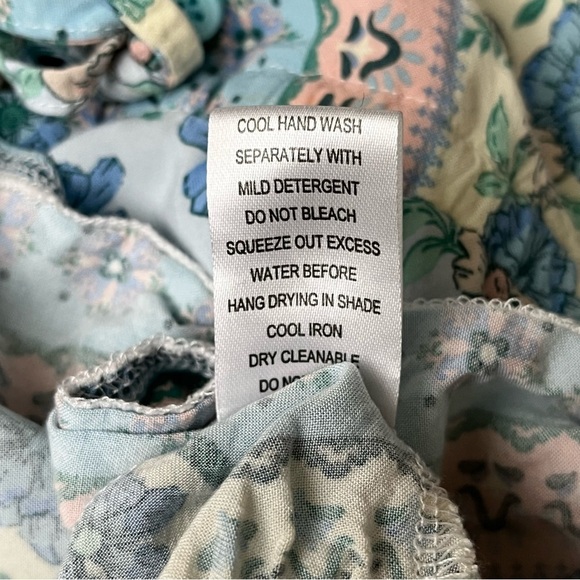 COOL HAND WASH
SEPARATELY WITH
MILD DETERGENT
DO NOT BLEACH
SQUEEZE OUT EXCESS
WATER BEFORE
HANG DRYING IN SHADE
COOL IRON
DRY CLEANABLE
DO